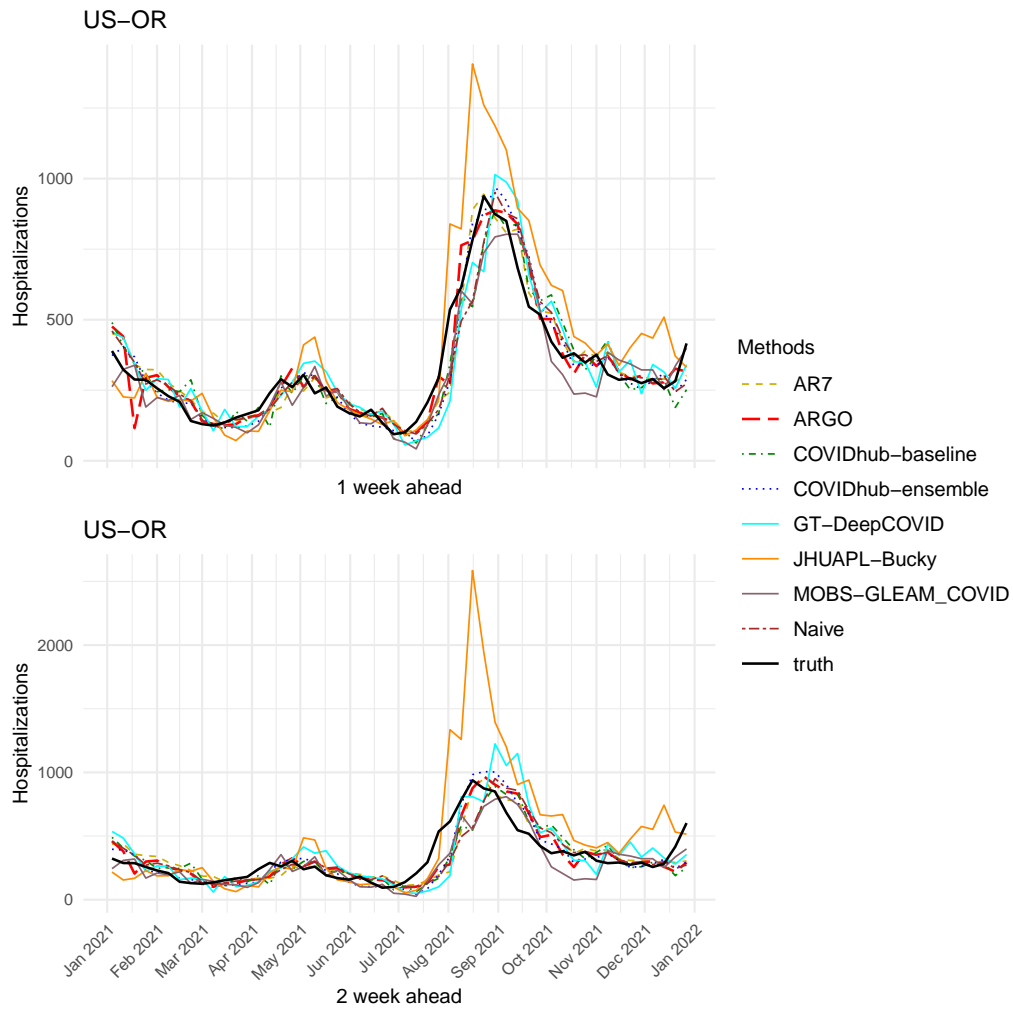 US−OR
1000
500
0
Hospitalizations
1 week ahead
US−OR
2000
1000
0
Hospitalizations
Jan 2021
Feb 2021
Mar 2021
Apr 2021
May 2021
Jun 2021
Jul 2021
Aug 2021
Sep 2021
Oct 2021
Nov 2021
Dec 2021
Jan 2022
2 week ahead
Methods
AR7
ARGO
COVIDhub−baseline
COVIDhub−ensemble
GT−DeepCOVID
JHUAPL−Bucky
MOBS−GLEAM_COVID
Naive
truth